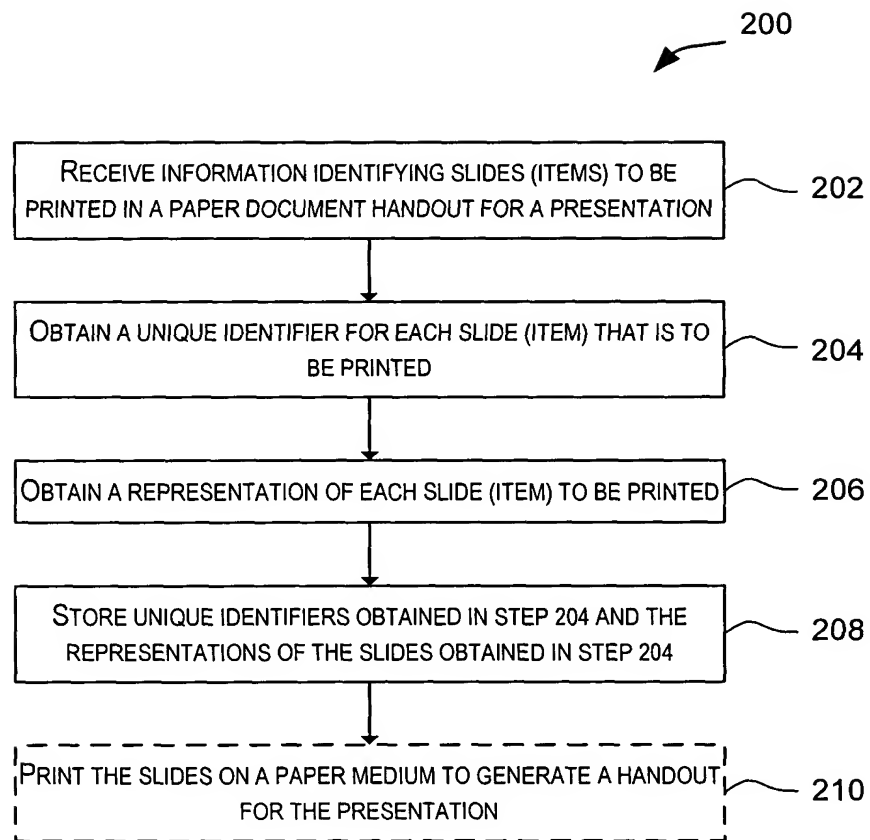 200
RECEIVE INFORMATION IDENTIFYING SLIDES (ITEMS) TO BE
PRINTED IN A PAPER DOCUMENT HANDOUT FOR A PRESENTATION
202
OBTAIN A UNIQUE IDENTIFIER FOR EACH SLIDE (ITEM) THAT IS TO
BE PRINTED
204
OBTAIN A REPRESENTATION OF EACH SLIDE (ITEM) TO BE PRINTED
206
STORE UNIQUE IDENTIFIERS OBTAINED IN STEP 204 AND THE
REPRESENTATIONS OF THE SLIDES OBTAINED IN STEP 204
208
PRINT THE SLIDES ON A PAPER MEDIUM TO GENERATE A HANDOUT
FOR THE PRESENTATION
210